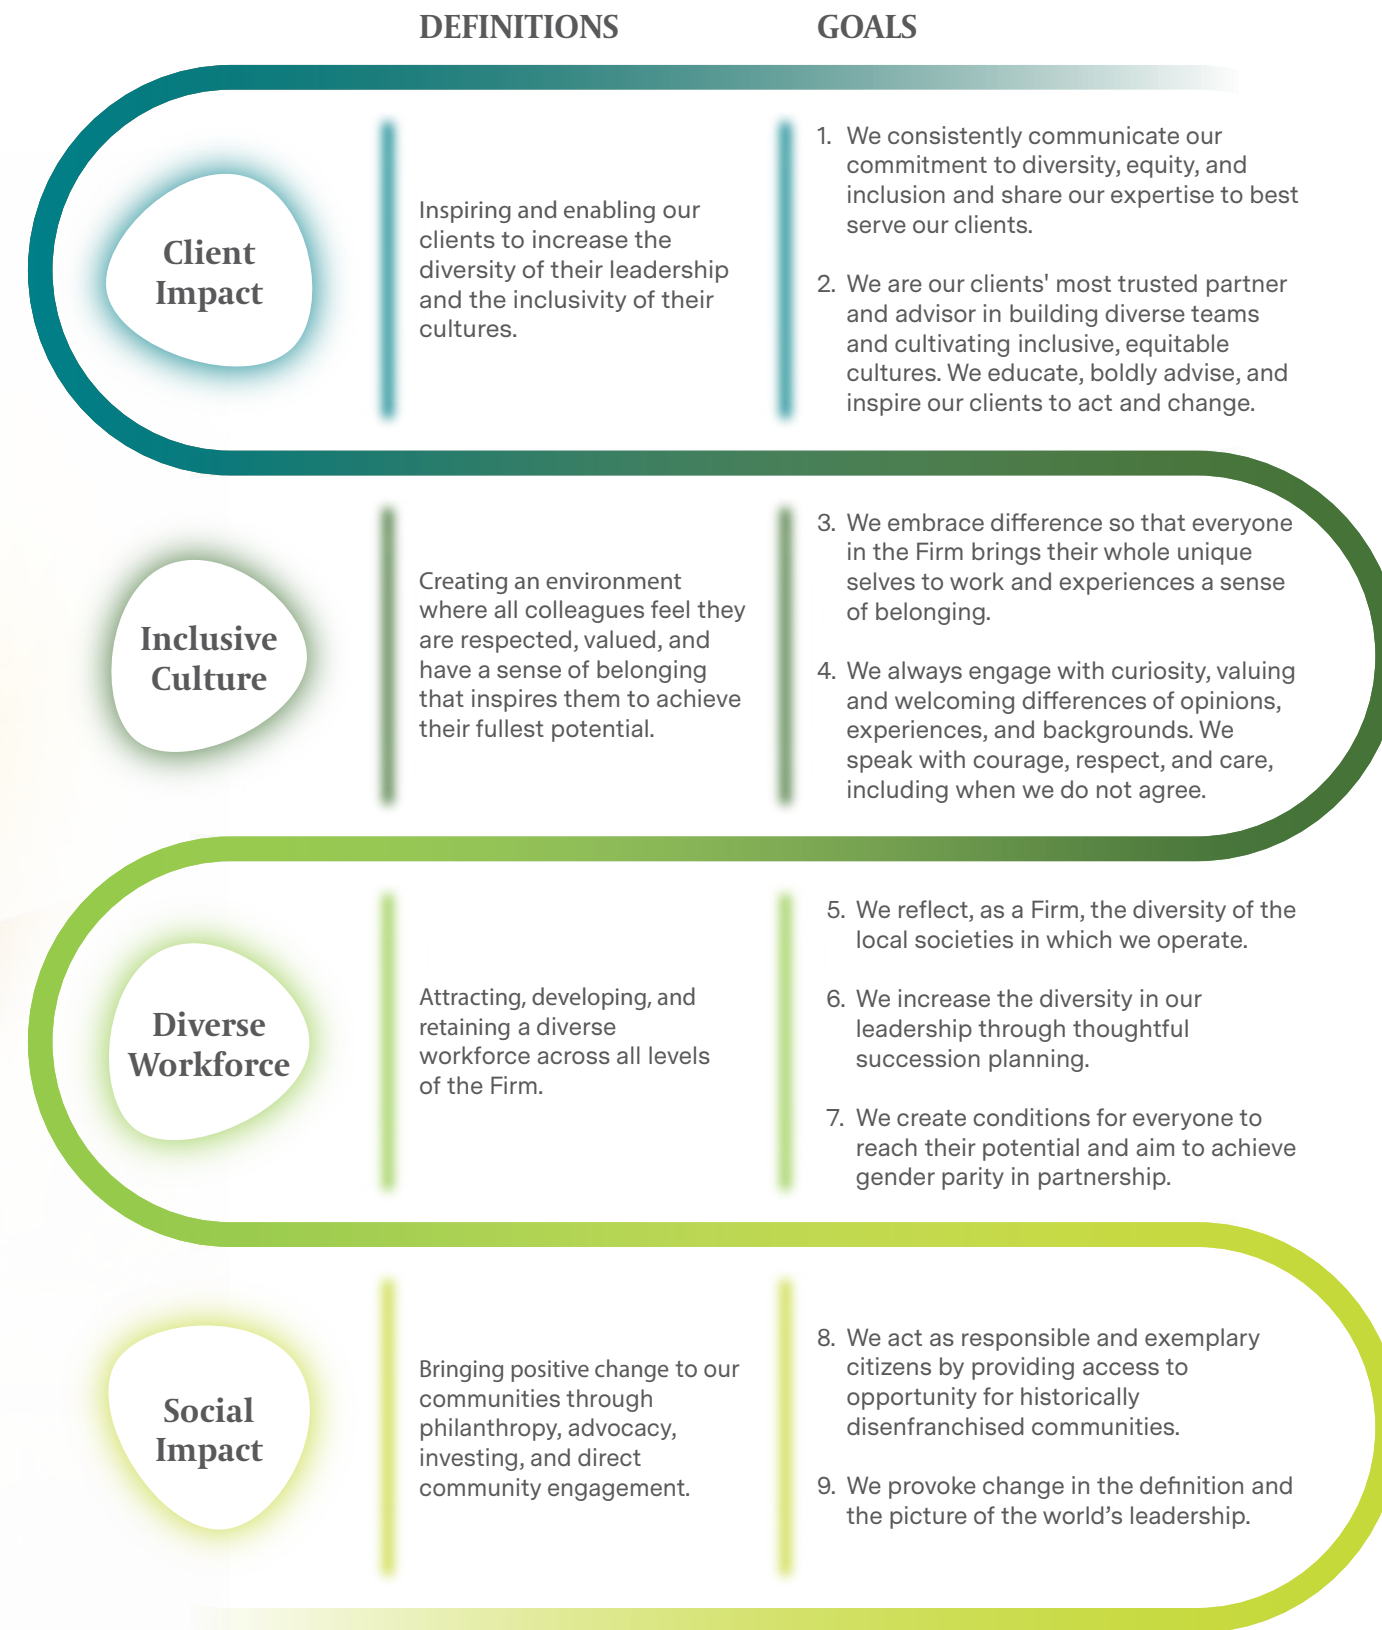 DEFINITIONS
GOALS
Client
Impact
Inspiring and enabling our
clients to increase the
diversity of their leadership
and the inclusivity of their
cultures.
1. We consistently communicate our
commitment to diversity, equity, and
inclusion and share our expertise to best
serve our clients.
2. We are our clients' most trusted partner
and advisor in building diverse teams
and cultivating inclusive, equitable
cultures. We educate, boldly advise, and
inspire our clients to act and change.
Inclusive
Culture
Creating an environment
where all colleagues feel they
are respected, valued, and
have a sense of belonging
that inspires them to achieve
their fullest potential.
3. We embrace difference so that everyone
in the Firm brings their whole unique
selves to work and experiences a sense
of belonging.
4. We always engage with curiosity, valuing
and welcoming differences of opinions,
experiences, and backgrounds. We
speak with courage, respect, and care,
including when we do not agree.
Diverse
Workforce
Attracting, developing, and
retaining a diverse
workforce across all levels
of the Firm.
5. We reflect, as a Firm, the diversity of the
local societies in which we operate.
6. We increase the diversity in our
leadership through thoughtful
succession planning.
7. We create conditions for everyone to
reach their potential and aim to achieve
gender parity in partnership.
Social
Impact
Bringing positive change to our
communities through
philanthropy, advocacy,
investing, and direct
community engagement.
8. We act as responsible and exemplary
citizens by providing access to
opportunity for historically
disenfranchised communities.
9. We provoke change in the definition and
the picture of the world’s leadership.